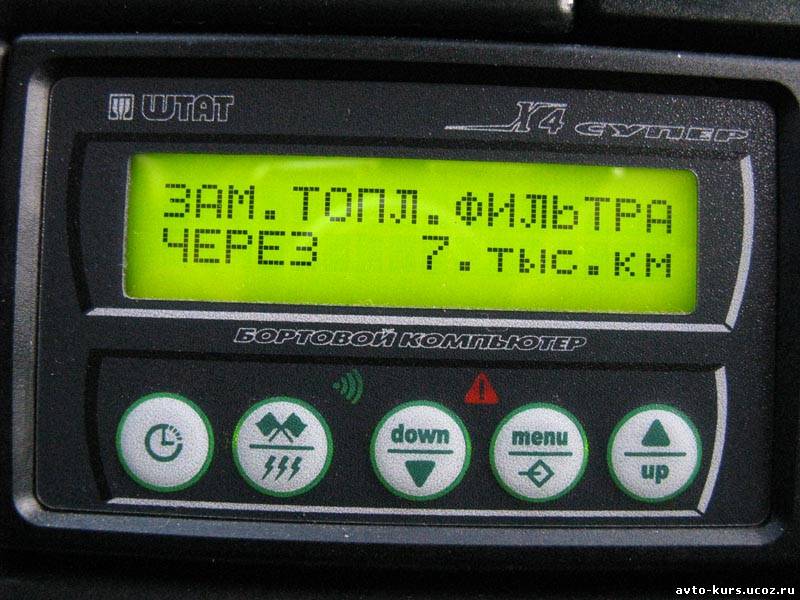 ШТАТ
X4 СУПЕР
ЗАМ.ТОПЛ.ФИЛЬТРА
ЧЕРЕЗ 7.тыс.км
БОРТОВОЙ КОМПЬЮТЕР
down
menu
up
avto-kurs.ucoz.ru